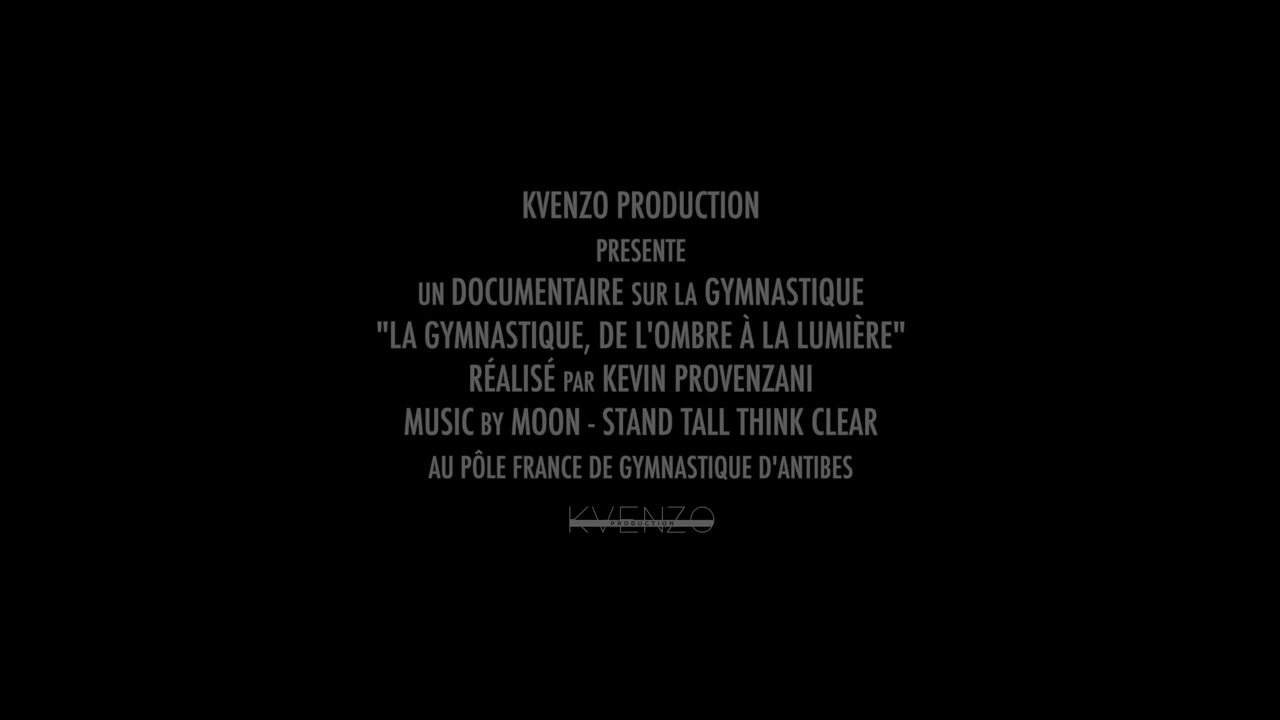 KVENZO PRODUCTION
PRESENTE
UN DOCUMENTAIRE SUR LA GYMNASTIQUE
"LA GYMNASTIQUE, DE L'OMBRE À LA LUMIÈRE"
RÉALISÉ PAR KEVIN PROVENZANI
MUSIC BY MOON - STAND TALL THINK CLEAR
AU PÔLE FRANCE DE GYMNASTIQUE D'ANTIBES
KVENZO
PRODUCTION